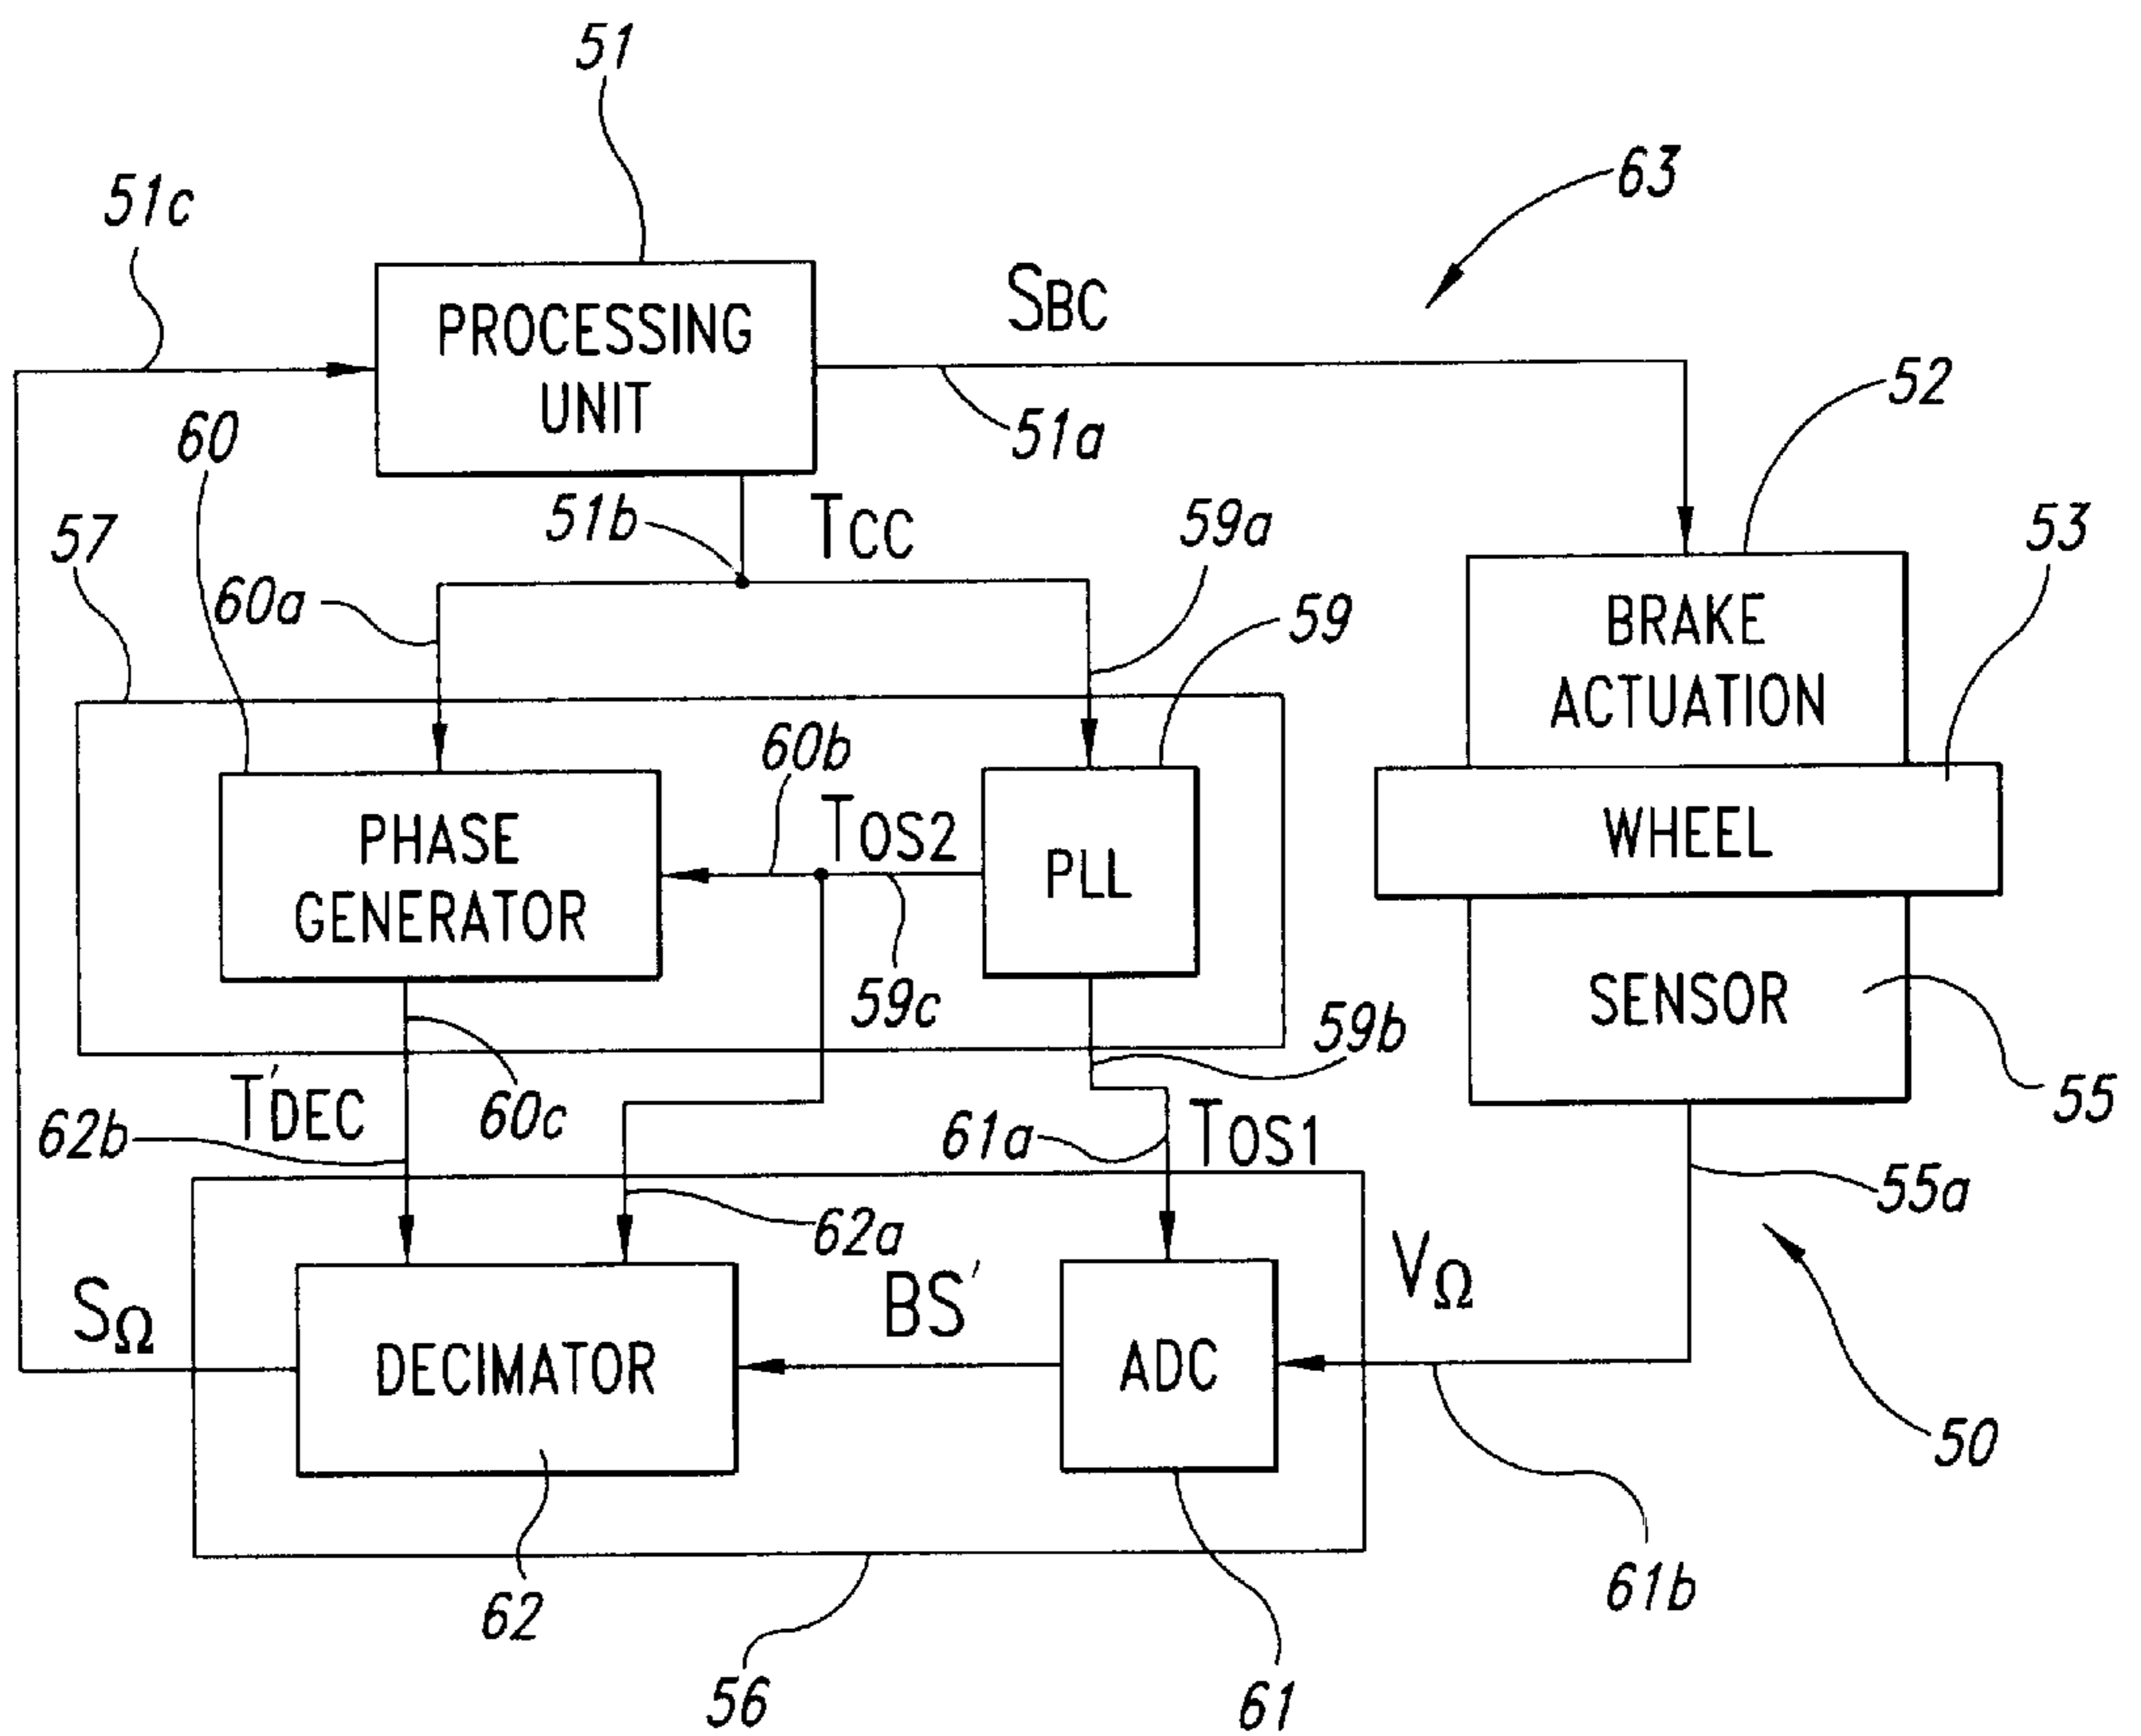 51
63
51c
SBC
PROCESSING
UNIT
52
60
51a
51b
TCC
59a
53
57
60a
59
BRAKE
ACTUATION
60b
PHASE
GENERATOR
TOS2
PLL
WHEEL
59c
SENSOR
59b
T'DEC
60c
62b
61a
TOS1
55
55a
62a
SΩ
BS'
VΩ
DECIMATOR
ADC
50
62
61b
56
61